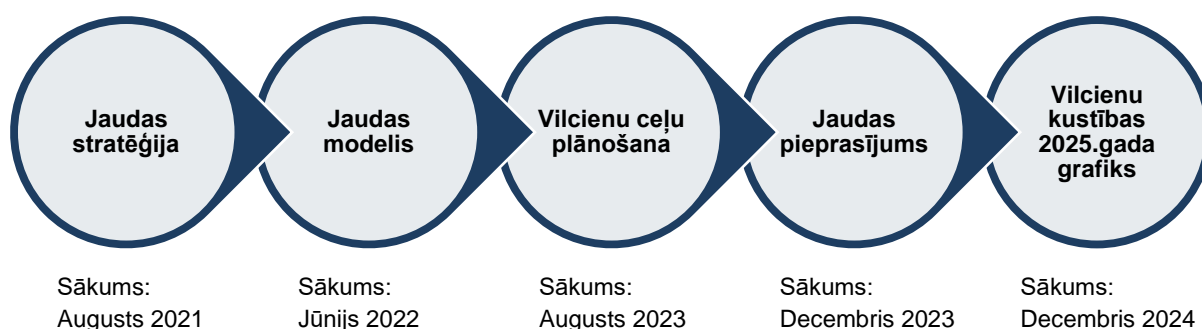 Jaudas
stratēģija
Jaudas
modelis
Vilcienu ceļu
plānošana
Jaudas
pieprasījums
Vilcienu
kustības
2025.gada
grafiks
Sākums:
Augusts 2021
Sākums:
Jūnijs 2022
Sākums:
Augusts 2023
Sākums:
Decembris 2023
Sākums:
Decembris 2024